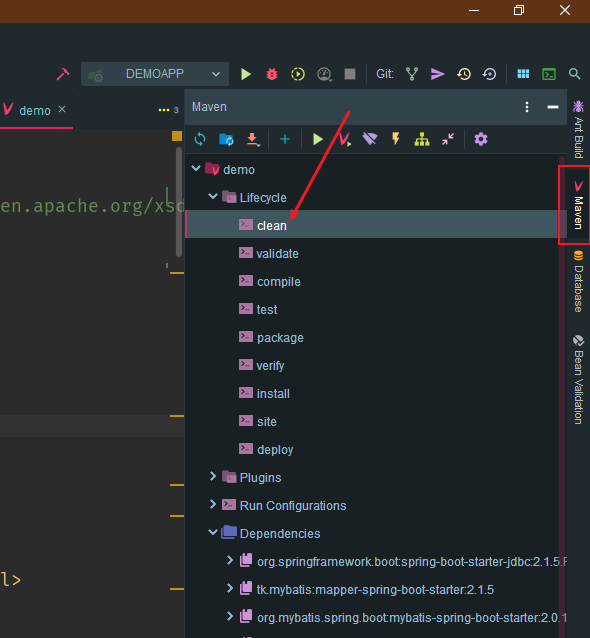 DEMOAPP
Git:
demo
3
Maven
Ant Build
demo
Lifecycle
en.apache.org/xsd
Maven
clean
validate
compile
Database
test
package
verify
Bean Validation
install
site
deploy
Plugins
Run Configurations
Dependencies
org.springframework.boot:spring-boot-starter-jdbc:2.1.5.
l>
tk.mybatis:mapper-spring-boot-starter:2.1.5
org.mybatis.spring.boot:mybatis-spring-boot-starter:2.0.1